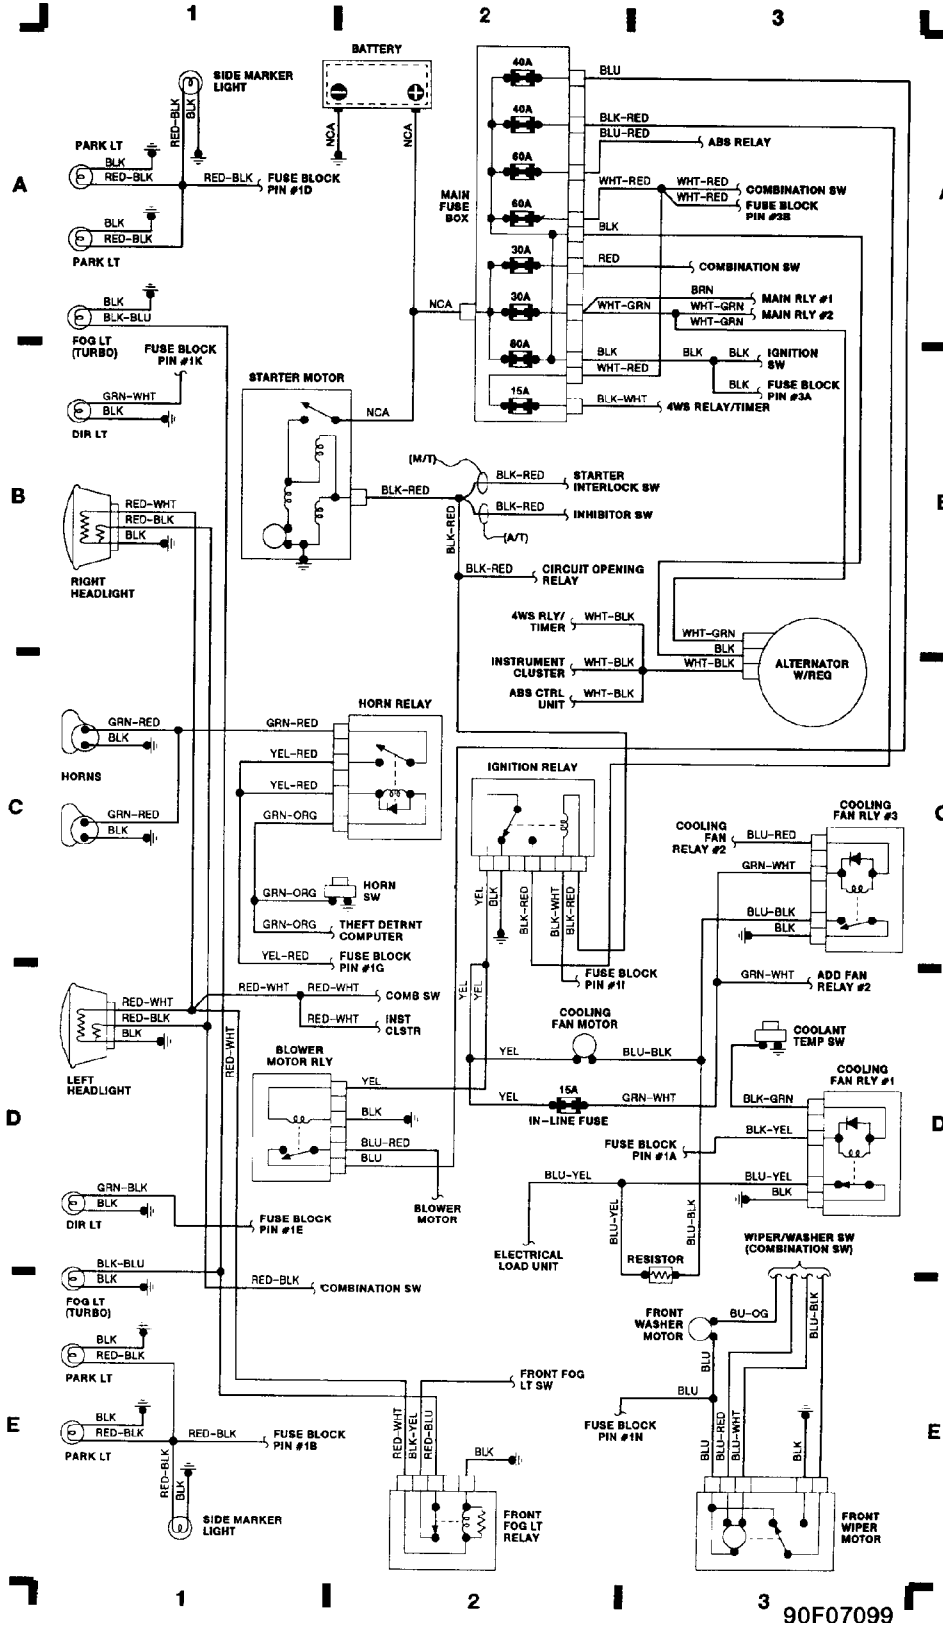 1
2
3
BATTERY
NCA
NCA
SIDE MARKER
LIGHT
RED-BLK
BLK
PARK LT
BLK
RED-BLK
RED-BLK
FUSE BLOCK
PIN #1D
BLK
RED-BLK
PARK LT
A
BLK
BLK-BLU
FOG LT
(TURBO)
FUSE BLOCK
PIN #1K
GRN-WHT
BLK
DIR LT
MAIN
FUSE
BOX
40A
BLU
40A
BLK-RED
BLU-RED
ABS RELAY
60A
WHT-RED
WHT-RED
COMBINATION SW
WHT-RED
FUSE BLOCK
PIN #3B
60A
BLK
30A
RED
COMBINATION SW
BRN
MAIN RLY #1
NCA
30A
WHT-GRN
WHT-GRN
MAIN RLY #2
WHT-GRN
80A
BLK
BLK
BLK
IGNITION
SW
WHT-RED
BLK
FUSE BLOCK
PIN #3A
15A
BLK-WHT
4WS RELAY/TIMER
STARTER MOTOR
NCA
B
RED-WHT
RED-BLK
BLK
RIGHT
HEADLIGHT
BLK-RED
(M/T)
BLK-RED
STARTER
INTERLOCK SW
BLK-RED
INHIBITOR SW
(A/T)
BLK-RED
BLK-RED
CIRCUIT OPENING
RELAY
4WS RLY/
TIMER
WHT-BLK
INSTRUMENT
CLUSTER
WHT-BLK
ABS CTRL
UNIT
WHT-BLK
WHT-GRN
BLK
WHT-BLK
ALTERNATOR
W/REG
HORN RELAY
GRN-RED
BLK
GRN-RED
HORNS
YEL-RED
YEL-RED
GRN-ORG
C
GRN-RED
BLK
GRN-ORG
HORN
SW
GRN-ORG
THEFT DETRNT
COMPUTER
YEL-RED
FUSE BLOCK
PIN #1G
IGNITION RELAY
YEL
BLK
BLK-RED
BLK-WHT
BLK-RED
FUSE BLOCK
PIN #1I
COOLING
FAN RLY #3
COOLING
FAN
RELAY #2
BLU-RED
GRN-WHT
BLU-BLK
BLK
GRN-WHT
ADD FAN
RELAY #2
RED-WHT
RED-BLK
BLK
LEFT
HEADLIGHT
RED-WHT
RED-WHT
COMB SW
RED-WHT
INST
CLSTR
RED-WHT
YEL
YEL
COOLING
FAN MOTOR
YEL
BLU-BLK
COOLANT
TEMP SW
BLOWER
MOTOR RLY
YEL
BLK
BLU-RED
BLU
BLOWER
MOTOR
15A
YEL
GRN-WHT
IN-LINE FUSE
COOLING
FAN RLY #1
BLK-GRN
BLK-YEL
FUSE BLOCK
PIN #1A
BLU-YEL
BLU-YEL
BLK
D
D
GRN-BLK
BLK
DIR LT
FUSE BLOCK
PIN #1E
BLU-YEL
BLU-BLK
ELECTRICAL
LOAD UNIT
RESISTOR
WIPER/WASHER SW
(COMBINATION SW)
BLK-BLU
BLK
FOG LT
(TURBO)
RED-BLK
COMBINATION SW
FRONT
WASHER
MOTOR
BU-OG
BLU-BLK
BLU
BLK
RED-BLK
PARK LT
FRONT FOG
LT SW
BLU
FUSE BLOCK
PIN #1N
E
E
BLK
RED-BLK
PARK LT
RED-BLK
FUSE BLOCK
PIN #1B
RED-BLK
BLK
SIDE MARKER
LIGHT
RED-WHT
BLK-YEL
RED-BLU
BLK
FRONT
FOG LT
RELAY
BLU
BLU-RED
BLU-WHT
BLK
FRONT
WIPER
MOTOR
1
2
3
90F07099